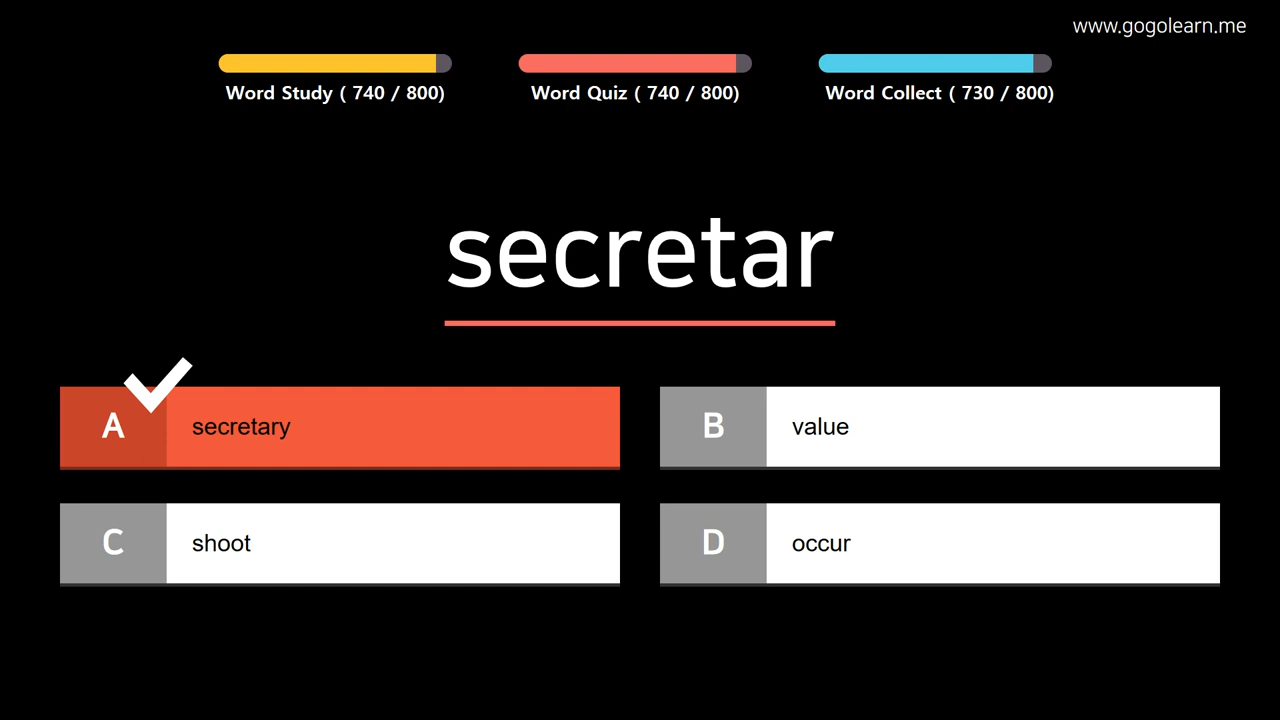 www.gogolearn.me
Word Study ( 740 / 800)
Word Quiz ( 740 / 800)
Word Collect ( 730 / 800)
secretar
A secretary
B value
C shoot
D occur